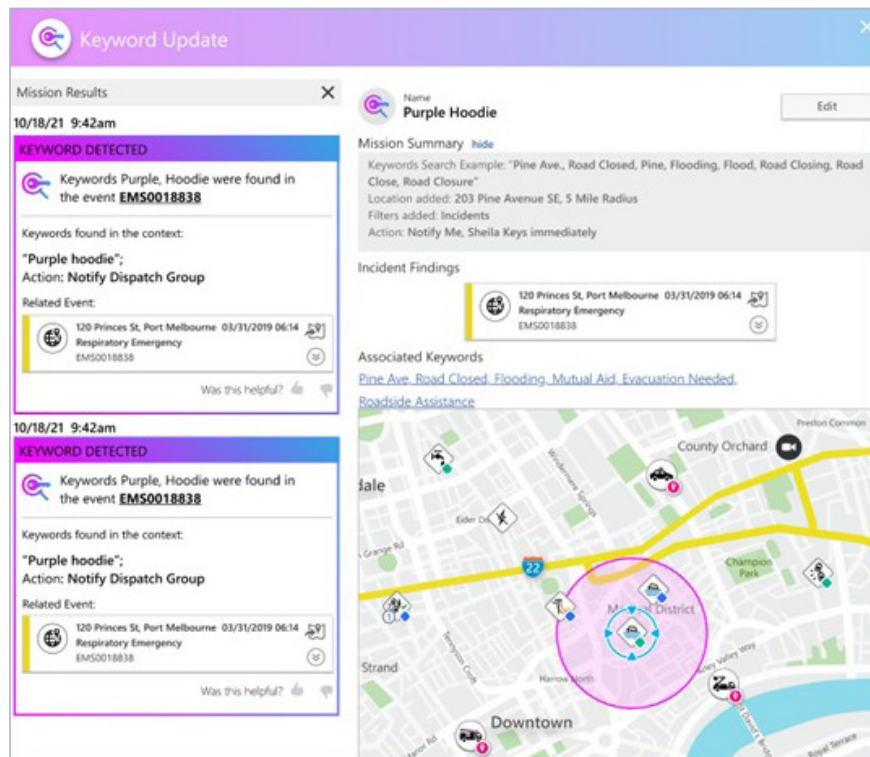 Keyword Update
Mission Results
10/18/21 9:42am
KEYWORD DETECTED
Keywords Purple, Hoodie were found in
the event EMS0018838
Keywords found in the context:
"Purple hoodie";
Action: Notify Dispatch Group
Related Event:
120 Princes St, Port Melbourne 03/31/2019 06:14
Respiratory Emergency
EMS0018838
Was this helpful?
10/18/21 9:42am
KEYWORD DETECTED
Keywords Purple, Hoodie were found in
the event EMS0018838
Keywords found in the context:
"Purple hoodie";
Action: Notify Dispatch Group
Related Event:
120 Princes St, Port Melbourne 03/31/2019 06:14
Respiratory Emergency
EMS0018838
Was this helpful?
Name
Purple Hoodie
Edit
Mission Summary hide
Keywords Search Example: "Pine Ave., Road Closed, Pine, Flooding, Flood, Road Closing, Road
Close, Road Closure"
Location added: 203 Pine Avenue SE, 5 Mile Radius
Filters added: Incidents
Action: Notify Me, Sheila Keys immediately
Incident Findings
120 Princes St, Port Melbourne 03/31/2019 06:14
Respiratory Emergency
EMS0018838
Associated Keywords
Pine Ave, Road Closed, Flooding, Mutual Aid, Evacuation Needed,
Roadside Assistance
Preston Common
County Orchard
Windermere Springs
dale
Eider
Grange Rd
22
Champion
Park
District
1
Strand
Harrow North
Valley Way
Downtown
Royal Terrace